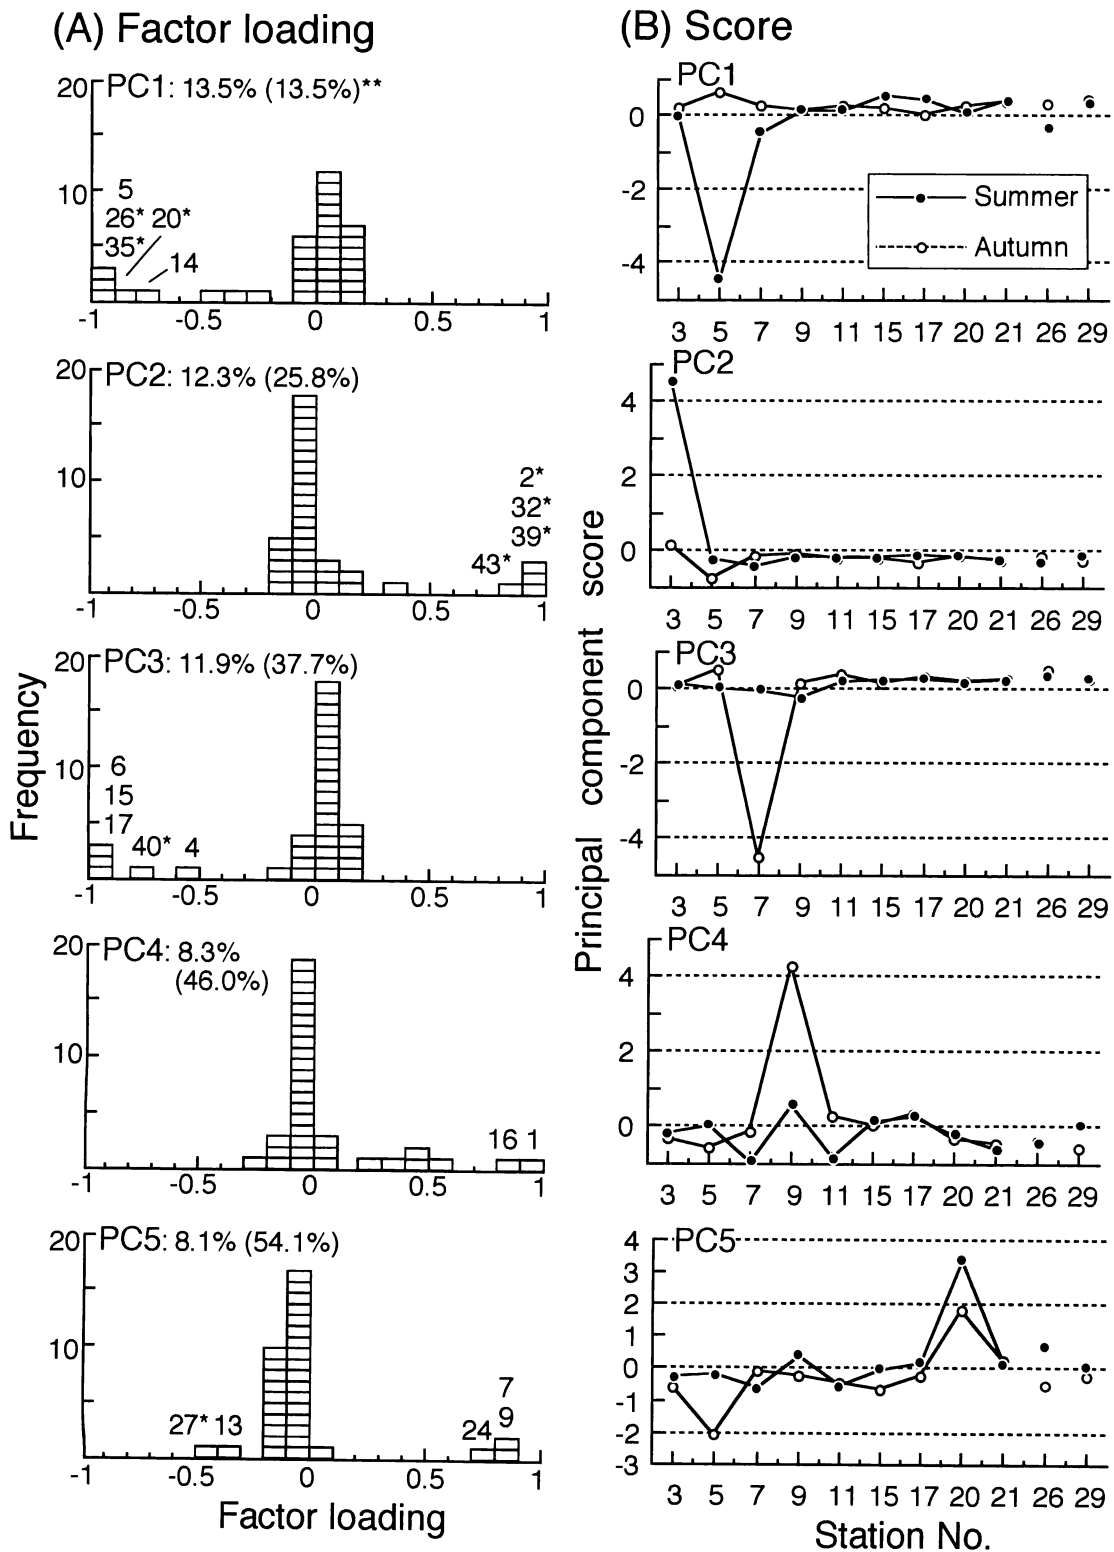 (A) Factor loading
PC1: 13.5% (13.5%)**
20
10
5
26* 20*
35*
14
-1 -0.5 0 0.5 1
PC2: 12.3% (25.8%)
20
10
2*
32*
39*
43*
-1 -0.5 0 0.5 1
PC3: 11.9% (37.7%)
20
10
6
15
17
40* 4
-1 -0.5 0 0.5 1
PC4: 8.3%
(46.0%)
20
10
16 1
-1 -0.5 0 0.5 1
PC5: 8.1% (54.1%)
20
10
27* 13
7
24 9
-1 -0.5 0 0.5 1
Frequency
Factor loading
(B) Score
PC1
0
-2
-4
Summer
Autumn
3 5 7 9 11 15 17 20 21 26 29
PC2
4
2
0
3 5 7 9 11 15 17 20 21 26 29
PC3
0
-2
-4
3 5 7 9 11 15 17 20 21 26 29
PC4
4
2
0
3 5 7 9 11 15 17 20 21 26 29
PC5
4
3
2
1
0
-1
-2
-3
3 5 7 9 11 15 17 20 21 26 29
Principal component score
Station No.